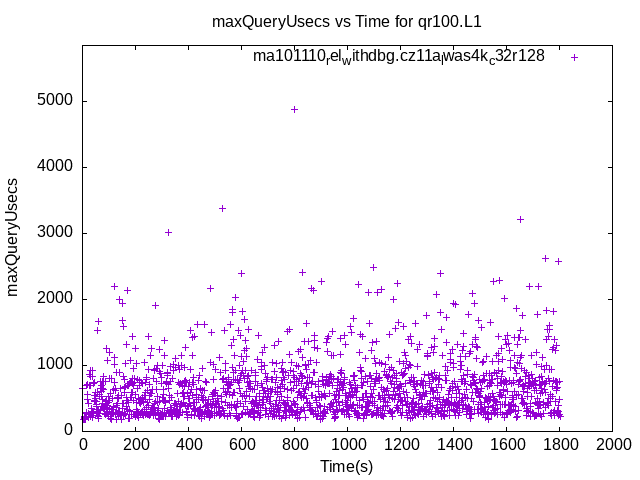 maxQueryUsecs vs Time for qr100.L1
ma101110_rel_withdbg.cz11a_lwas4k_c32r128
5000
4000
3000
2000
1000
0
maxQueryUsecs
0 200 400 600 800 1000 1200 1400 1600 1800 2000
Time(s)